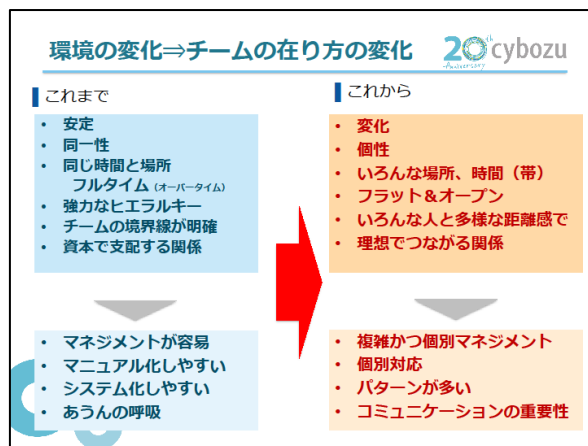 環境の変化⇒チームの在り方の変化
20th Anniversary cybozu
これまで
• 安定
• 同一性
• 同じ時間と場所
フルタイム（オーバータイム）
• 強力なヒエラルキー
• チームの境界線が明確
• 資本で支配する関係
• マネジメントが容易
• マニュアル化しやすい
• システム化しやすい
• あうんの呼吸
これから
• 変化
• 個性
• いろんな場所、時間（帯）
• フラット＆オープン
• いろんな人と多様な距離感で
• 理想でつながる関係
• 複雑かつ個別マネジメント
• 個別対応
• パターンが多い
• コミュニケーションの重要性